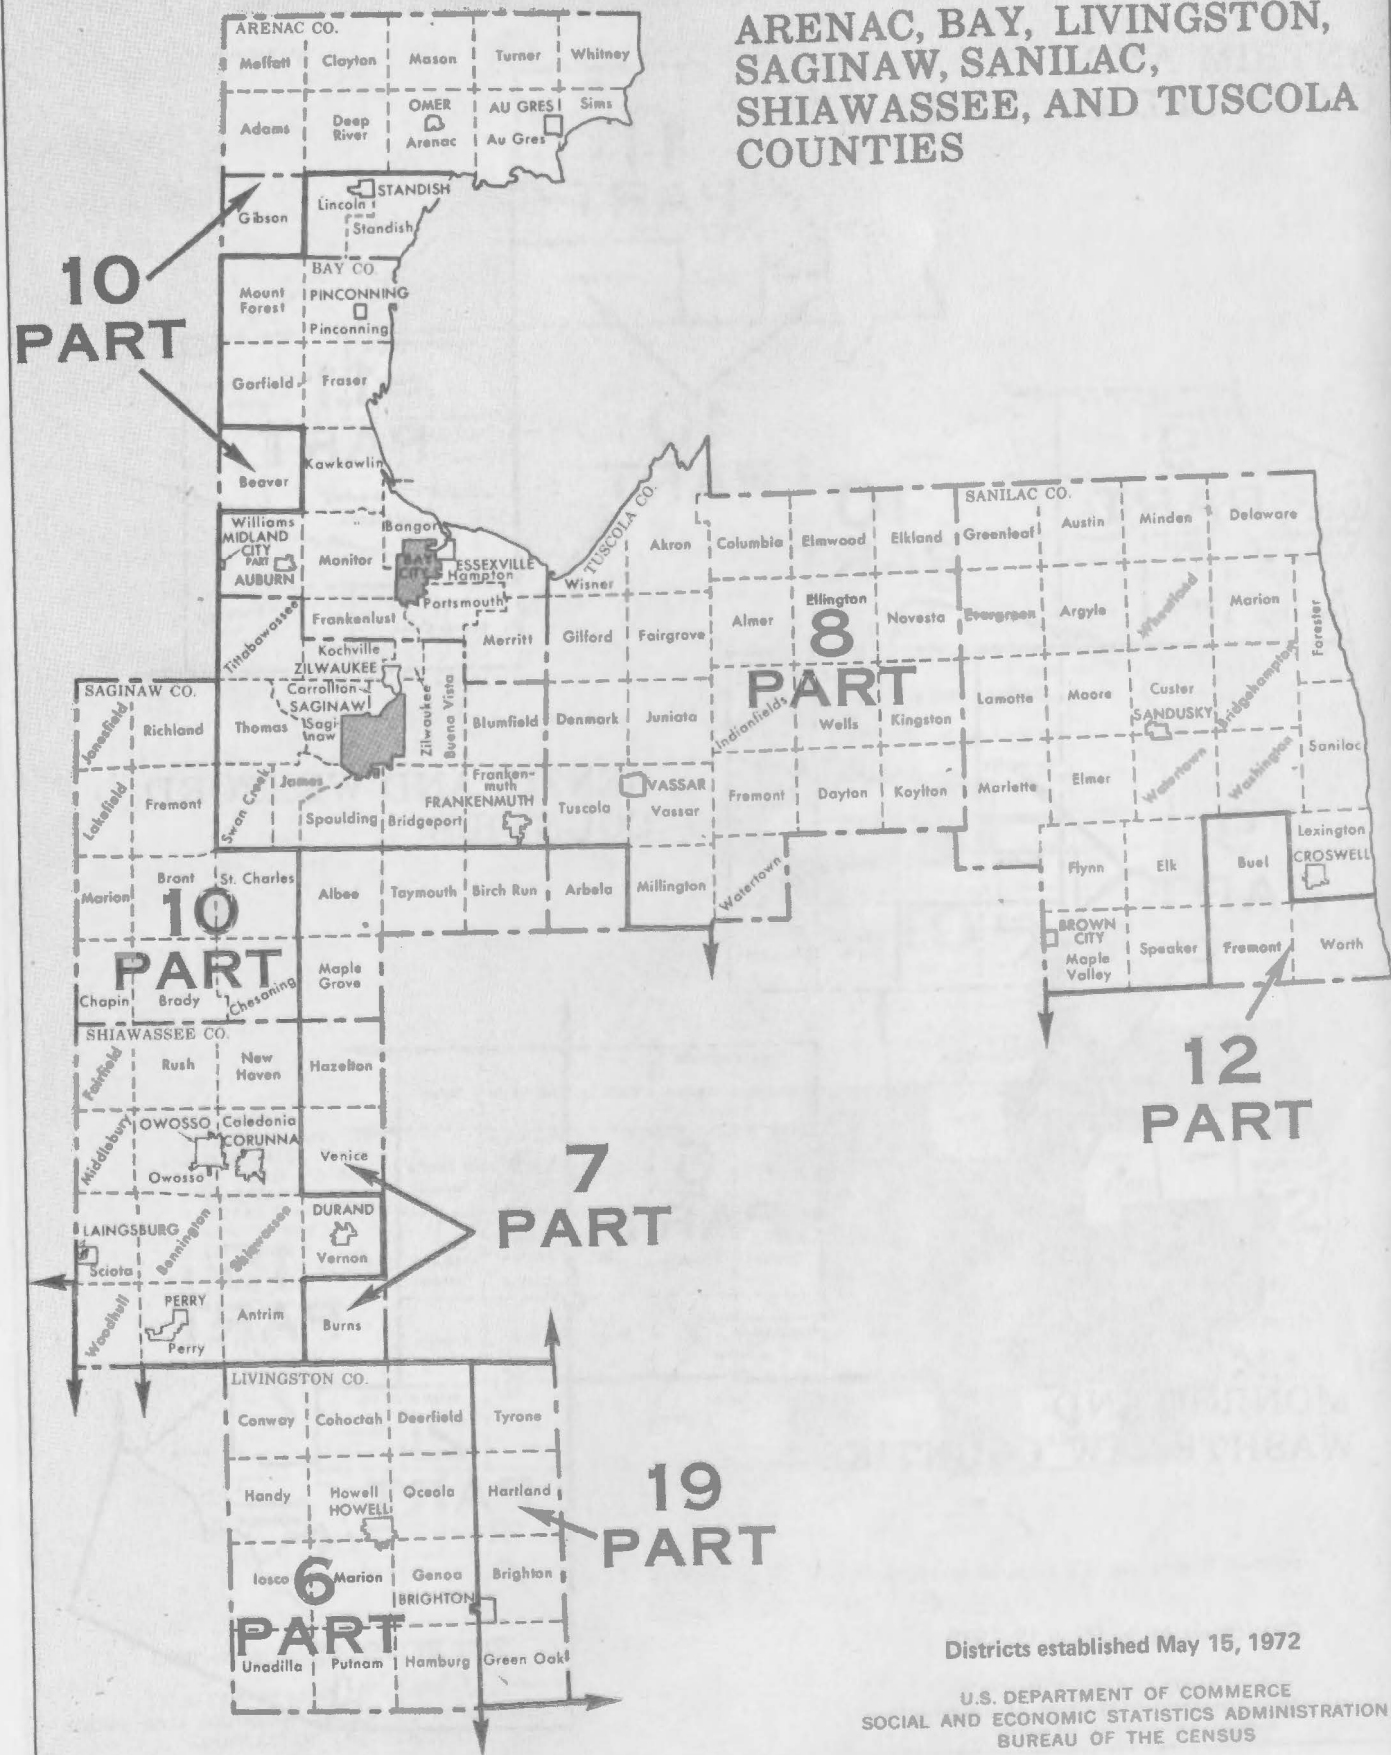 ARENAC, BAY, LIVINGSTON,
SAGINAW, SANILAC,
SHIAWASSEE, AND TUSCOLA
COUNTIES
ARENAC CO.
Moffatt Clayton Mason Turner Whitney
Adams Deep
River OMER
Arenac AU GRES
Au Gres Sims
Gibson
STANDISH
Lincoln
Standish
10
PART
BAY CO.
Mount
Forest
PINCONNING
Pinconning
Garfield Fraser
Beaver Kawkawlin
Williams
MIDLAND
CITY
PART
AUBURN
Monitor
Bangor
BAY
CITY
ESSEXVILLE
Hampton
Portsmouth
Frankenlust
Merritt
TUSCOLA CO.
Wisner Akron Columbia Elmwood Elkland
Gilford Fairgrove Almer Ellington Novesta
8
PART
Denmark Juniata Indianfields Wells Kingston
Tuscola VASSAR
Vassar
Fremont Dayton Koylton
Arbela Millington Watertown
SANILAC CO.
Greenleaf Austin Minden Delaware
Evergreen Argyle Wheatland Marion Forester
Lamotte Moore Custer
SANDUSKY
Bridgehampton
Marlette Elmer Watertown Washington Sanilac
Flynn Elk Buel Lexington
CROSWELL
BROWN
CITY
Maple
Valley
Speaker Fremont Worth
12
PART
Tittabawassee
Kochville
ZILWAUKEE
Carrollton
SAGINAW
Sagi-
naw
Zilwaukee
Buena Vista
Blumfield
SAGINAW CO.
Jonesfield Richland Thomas
Lakefield Fremont Swan Creek James
Spaulding Bridgeport
Franken-
muth
FRANKENMUTH
Marion Brant St. Charles Albee Taymouth Birch Run
10
PART
Chapin Brady Chesaning Maple
Grove
SHIAWASSEE CO.
Fairfield Rush New
Haven Hazelton
Middlebury OWOSSO
Owosso
Caledonia
CORUNNA
Venice
7
PART
LAINGSBURG
Sciota
Bennington Shiawassee
DURAND
Vernon
Woodhull PERRY
Perry
Antrim Burns
LIVINGSTON CO.
Conway Cohoctah Deerfield Tyrone
Handy Howell
HOWELL
Oceola Hartland
19
PART
Iosco Marion Genoa
BRIGHTON
Brighton
6
PART
Unadilla Putnam Hamburg Green Oak
Districts established May 15, 1972
U.S. DEPARTMENT OF COMMERCE
SOCIAL AND ECONOMIC STATISTICS ADMINISTRATION
BUREAU OF THE CENSUS